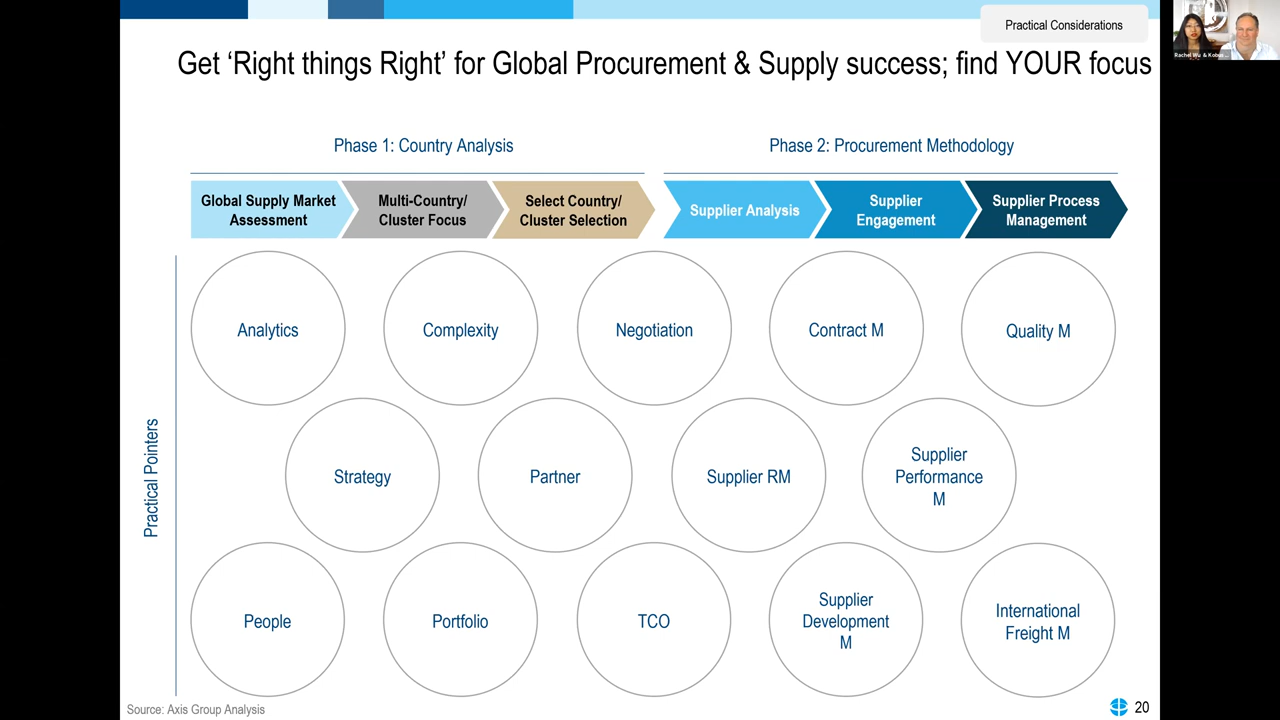 Practical Considerations
Rachel Wu & Kobus
Get ‘Right things Right’ for Global Procurement & Supply success; find YOUR focus
Phase 1: Country Analysis
Phase 2: Procurement Methodology
Global Supply Market
Assessment
Multi-Country/
Cluster Focus
Select Country/
Cluster Selection
Supplier Analysis
Supplier
Engagement
Supplier Process
Management
Practical Pointers
Analytics
Complexity
Negotiation
Contract M
Quality M
Strategy
Partner
Supplier RM
Supplier
Performance
M
People
Portfolio
TCO
Supplier
Development
M
International
Freight M
Source: Axis Group Analysis
20